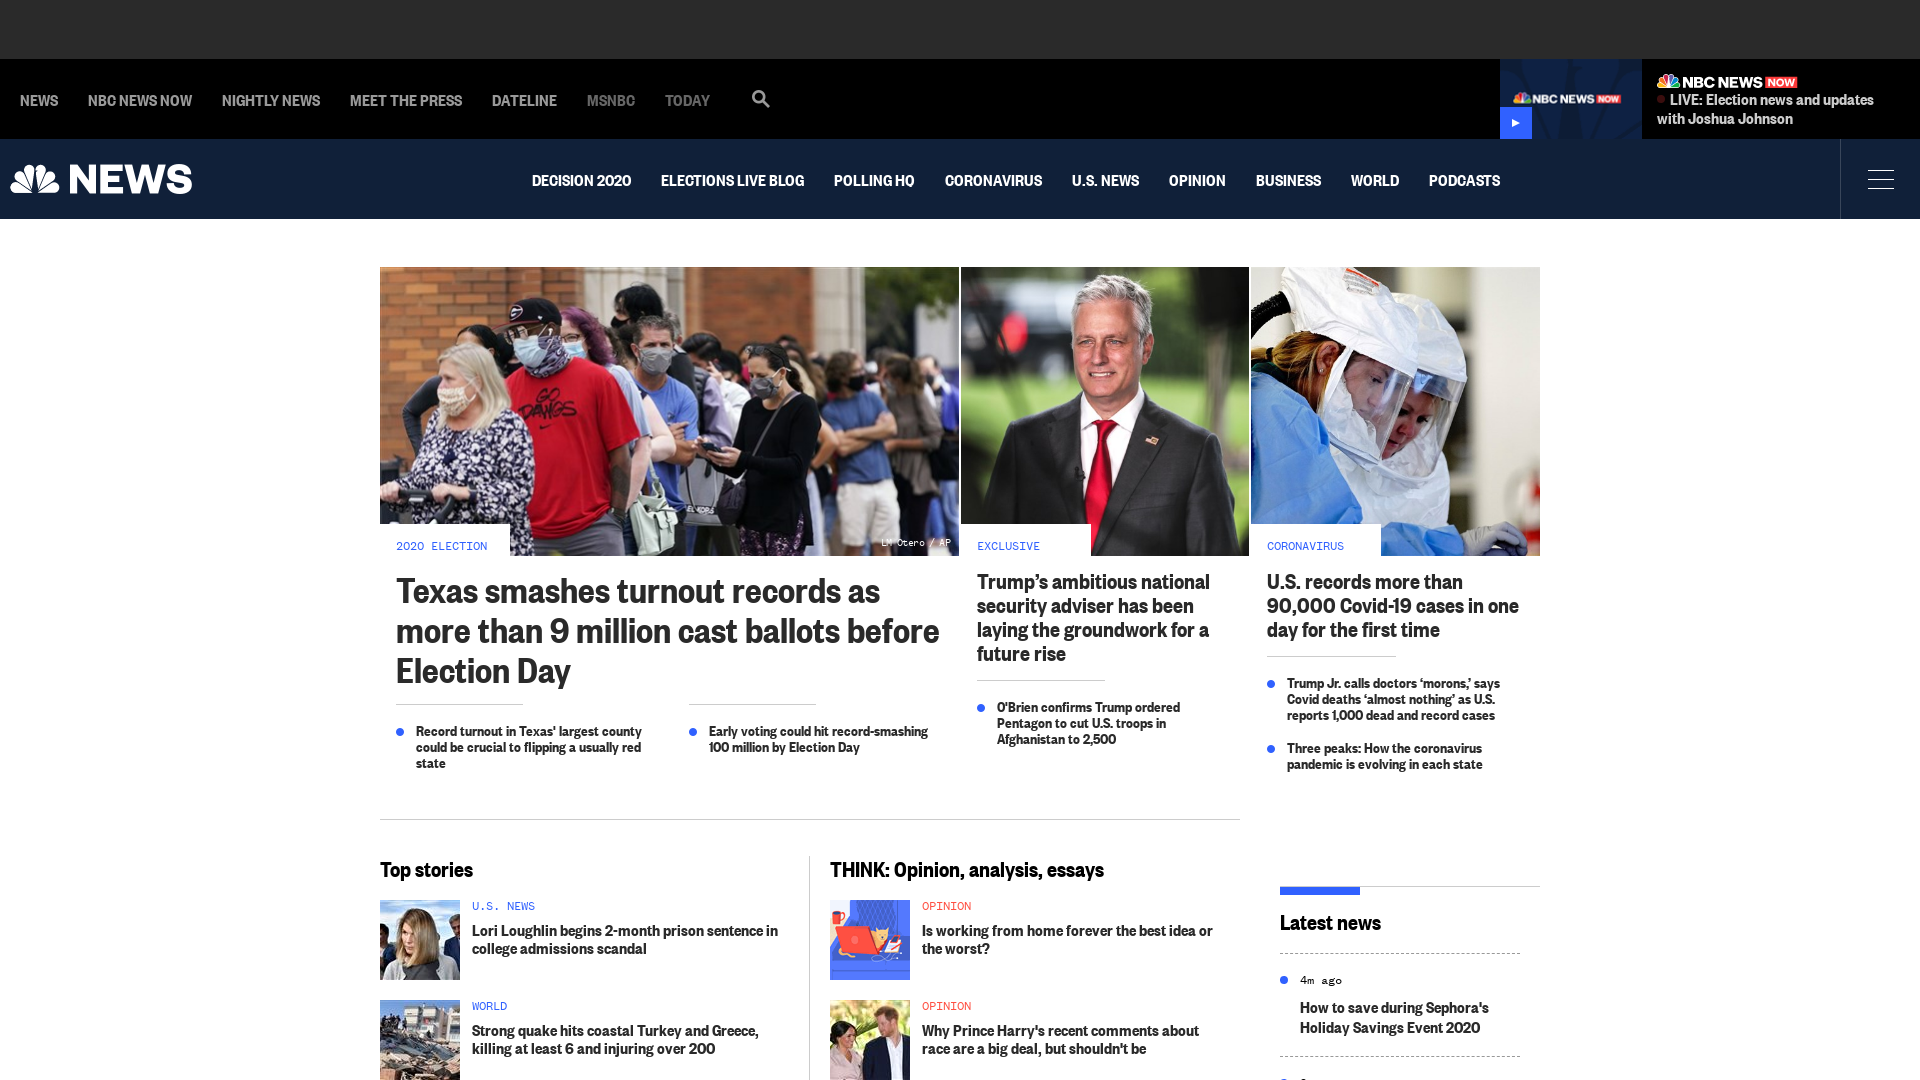 NEWS NBC NEWS NOW NIGHTLY NEWS MEET THE PRESS DATELINE MSNBC TODAY
NBC NEWS NOW
NBC NEWS NOW
LIVE: Election news and updates
with Joshua Johnson
NEWS
DECISION 2020 ELECTIONS LIVE BLOG POLLING HQ CORONAVIRUS U.S. NEWS OPINION BUSINESS WORLD PODCASTS
GO
DAWGS
LM Otero / AP
2020 ELECTION
Texas smashes turnout records as
more than 9 million cast ballots before
Election Day
Record turnout in Texas' largest county
could be crucial to flipping a usually red
state
Early voting could hit record-smashing
100 million by Election Day
EXCLUSIVE
Trump’s ambitious national
security adviser has been
laying the groundwork for a
future rise
O'Brien confirms Trump ordered
Pentagon to cut U.S. troops in
Afghanistan to 2,500
CORONAVIRUS
U.S. records more than
90,000 Covid-19 cases in one
day for the first time
Trump Jr. calls doctors ‘morons,’ says
Covid deaths ‘almost nothing’ as U.S.
reports 1,000 dead and record cases
Three peaks: How the coronavirus
pandemic is evolving in each state
Top stories
U.S. NEWS
Lori Loughlin begins 2-month prison sentence in
college admissions scandal
WORLD
Strong quake hits coastal Turkey and Greece,
killing at least 6 and injuring over 200
THINK: Opinion, analysis, essays
OPINION
Is working from home forever the best idea or
the worst?
OPINION
Why Prince Harry's recent comments about
race are a big deal, but shouldn't be
Latest news
4m ago
How to save during Sephora's
Holiday Savings Event 2020